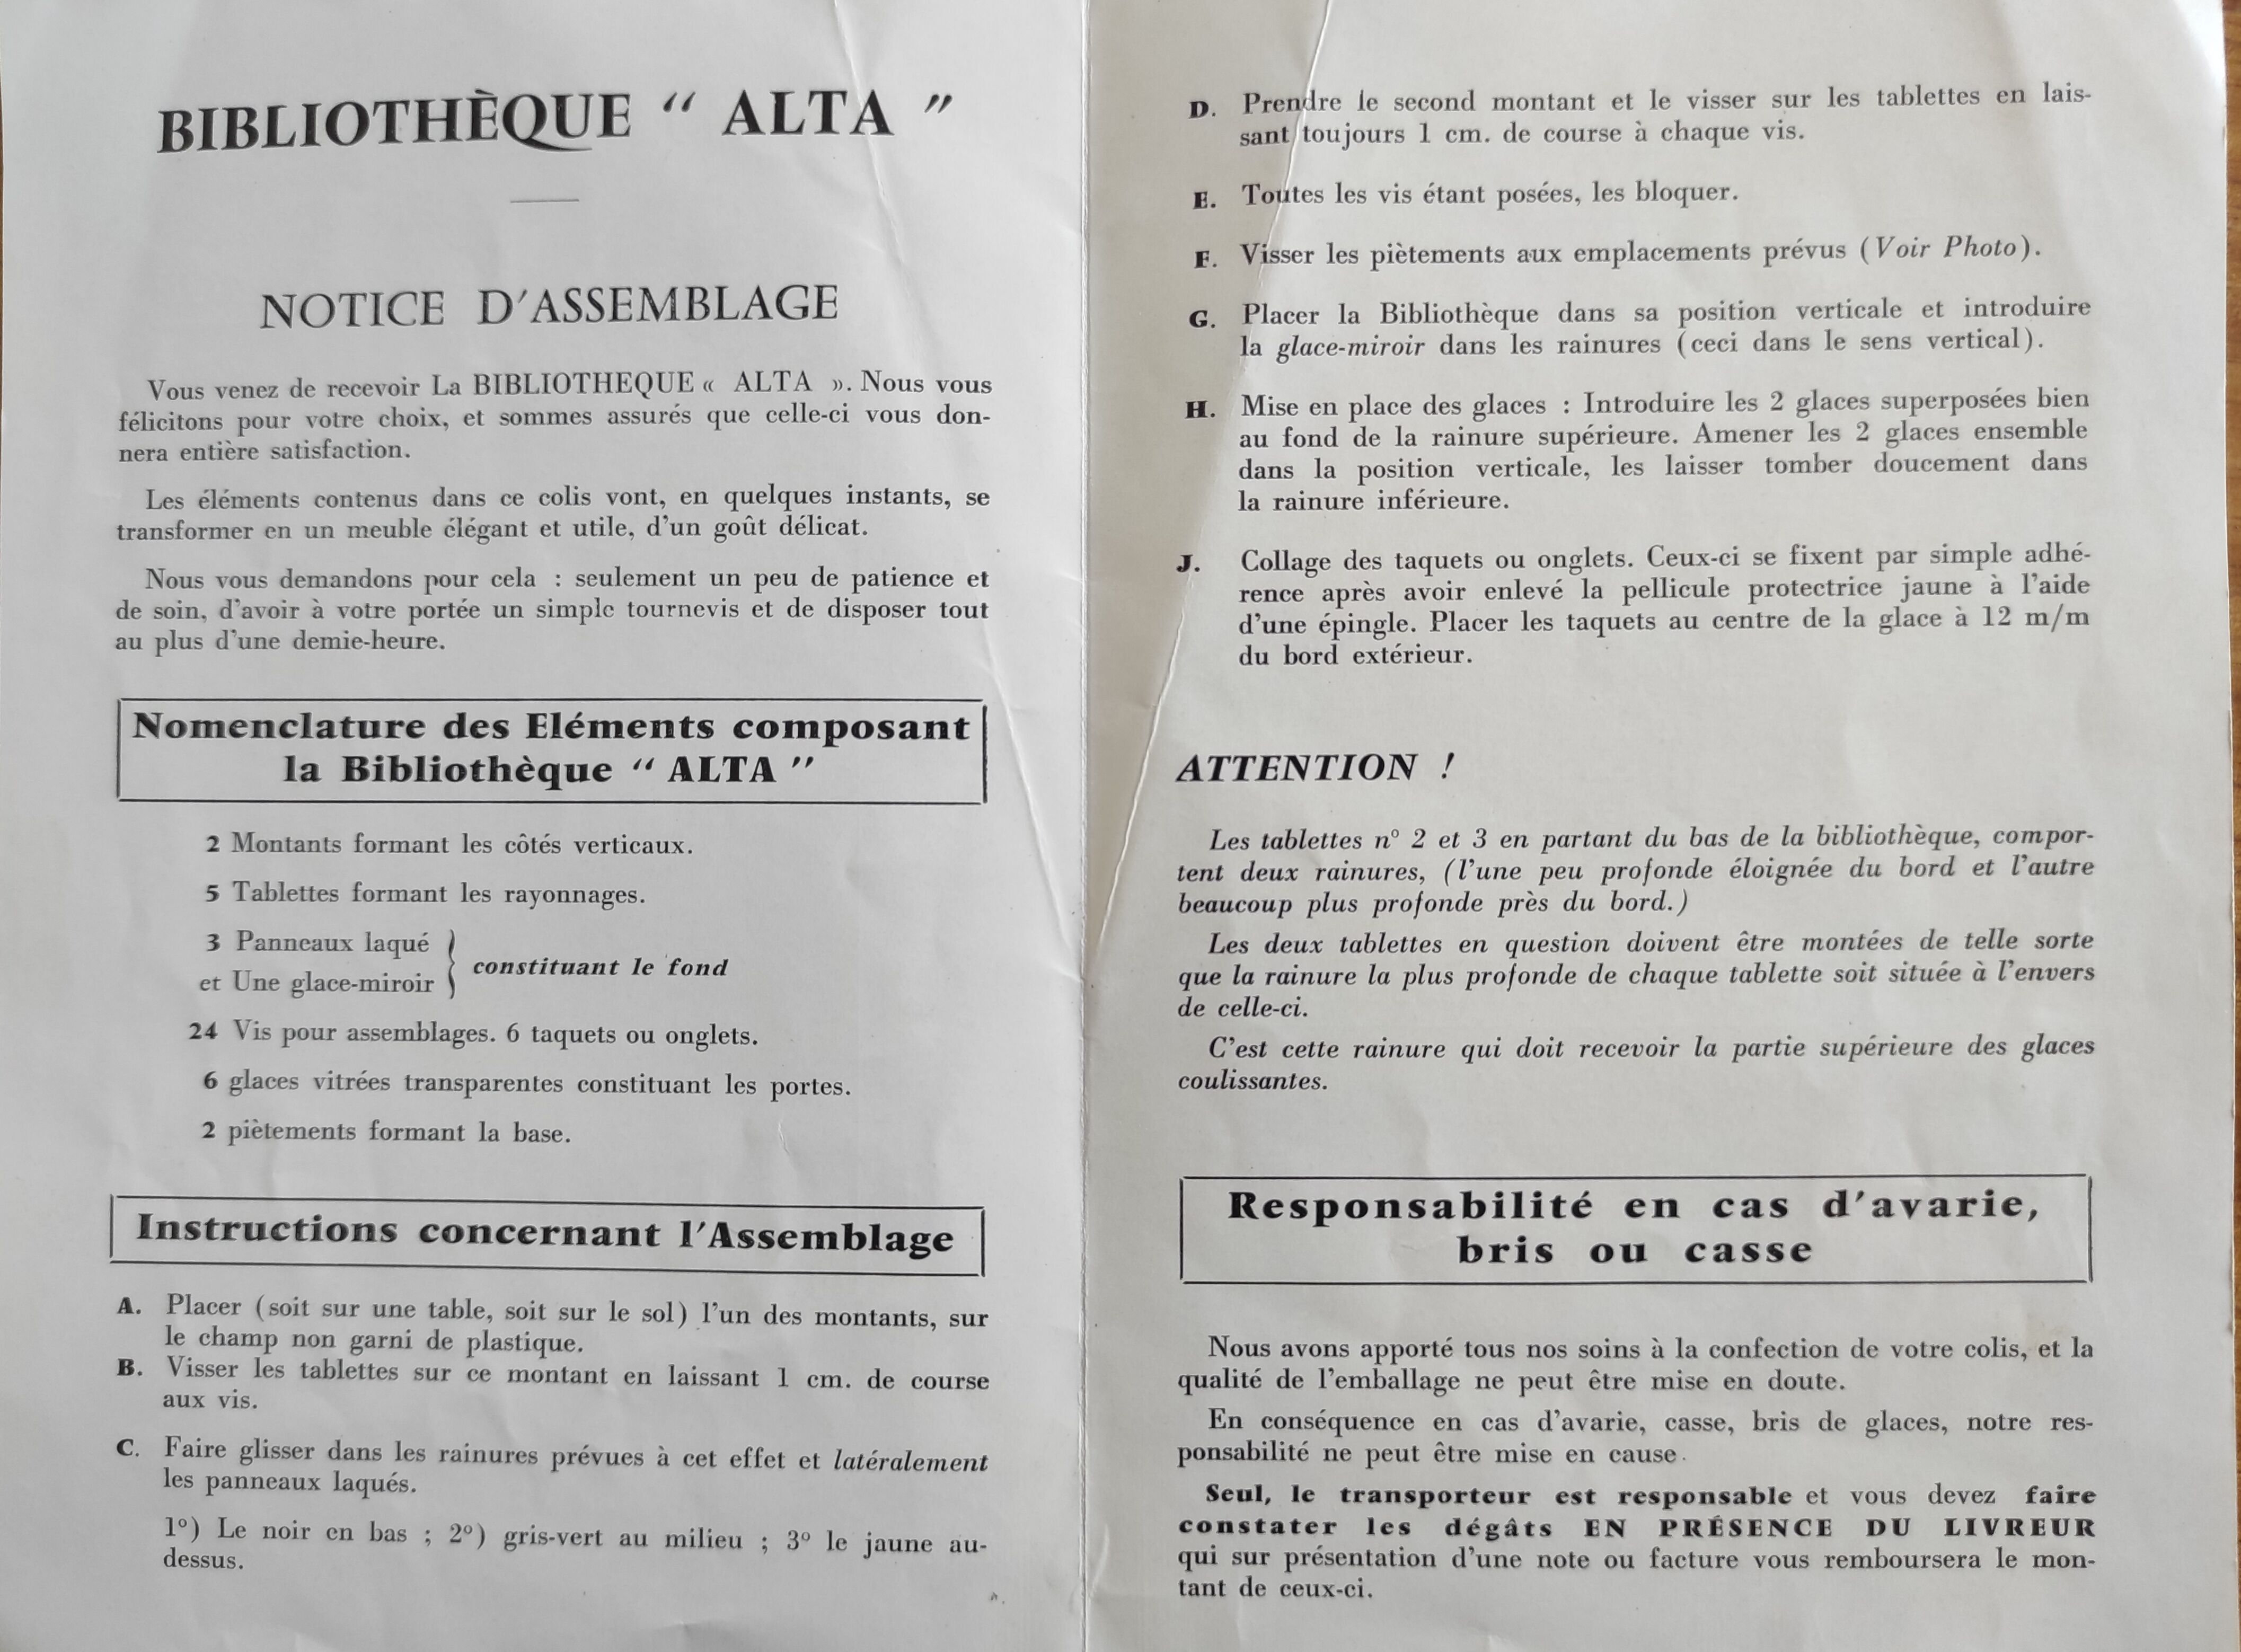 BIBLIOTHÈQUE “ ALTA ”
NOTICE D'ASSEMBLAGE
Vous venez de recevoir La BIBLIOTHEQUE « ALTA ». Nous vous
félicitons pour votre choix, et sommes assurés que celle-ci vous don-
nera entière satisfaction.
Les éléments contenus dans ce colis vont, en quelques instants, se
transformer en un meuble élégant et utile, d'un goût délicat.
Nous vous demandons pour cela : seulement un peu de patience et
de soin, d'avoir à votre portée un simple tournevis et de disposer tout
au plus d'une demie-heure.
Nomenclature des Eléments composant
la Bibliothèque “ ALTA ”
2 Montants formant les côtés verticaux.
5 Tablettes formant les rayonnages.
3 Panneaux laqué
et Une glace-miroir
constituant le fond
24 Vis pour assemblages. 6 taquets ou onglets.
6 glaces vitrées transparentes constituant les portes.
2 piètements formant la base.
Instructions concernant l'Assemblage
A. Placer (soit sur une table, soit sur le sol) l'un des montants, sur
le champ non garni de plastique.
B. Visser les tablettes sur ce montant en laissant 1 cm. de course
aux vis.
C. Faire glisser dans les rainures prévues à cet effet et latéralement
les panneaux laqués.
1°) Le noir en bas ; 2°) gris-vert au milieu ; 3° le jaune au-
dessus.
D. Prendre le second montant et le visser sur les tablettes en lais-
sant toujours 1 cm. de course à chaque vis.
E. Toutes les vis étant posées, les bloquer.
F. Visser les piètements aux emplacements prévus (Voir Photo).
G. Placer la Bibliothèque dans sa position verticale et introduire
la glace-miroir dans les rainures (ceci dans le sens vertical).
H. Mise en place des glaces : Introduire les 2 glaces superposées bien
au fond de la rainure supérieure. Amener les 2 glaces ensemble
dans la position verticale, les laisser tomber doucement dans
la rainure inférieure.
J. Collage des taquets ou onglets. Ceux-ci se fixent par simple adhé-
rence après avoir enlevé la pellicule protectrice jaune à l'aide
d'une épingle. Placer les taquets au centre de la glace à 12 m/m
du bord extérieur.
ATTENTION !
Les tablettes n° 2 et 3 en partant du bas de la bibliothèque, compor-
tent deux rainures, (l'une peu profonde éloignée du bord et l'autre
beaucoup plus profonde près du bord.)
Les deux tablettes en question doivent être montées de telle sorte
que la rainure la plus profonde de chaque tablette soit située à l'envers
de celle-ci.
C'est cette rainure qui doit recevoir la partie supérieure des glaces
coulissantes.
Responsabilité en cas d'avarie,
bris ou casse
Nous avons apporté tous nos soins à la confection de votre colis, et la
qualité de l'emballage ne peut être mise en doute.
En conséquence en cas d'avarie, casse, bris de glaces, notre res-
ponsabilité ne peut être mise en cause.
Seul, le transporteur est responsable et vous devez faire
constater les dégâts EN PRÉSENCE DU LIVREUR
qui sur présentation d'une note ou facture vous remboursera le mon-
tant de ceux-ci.